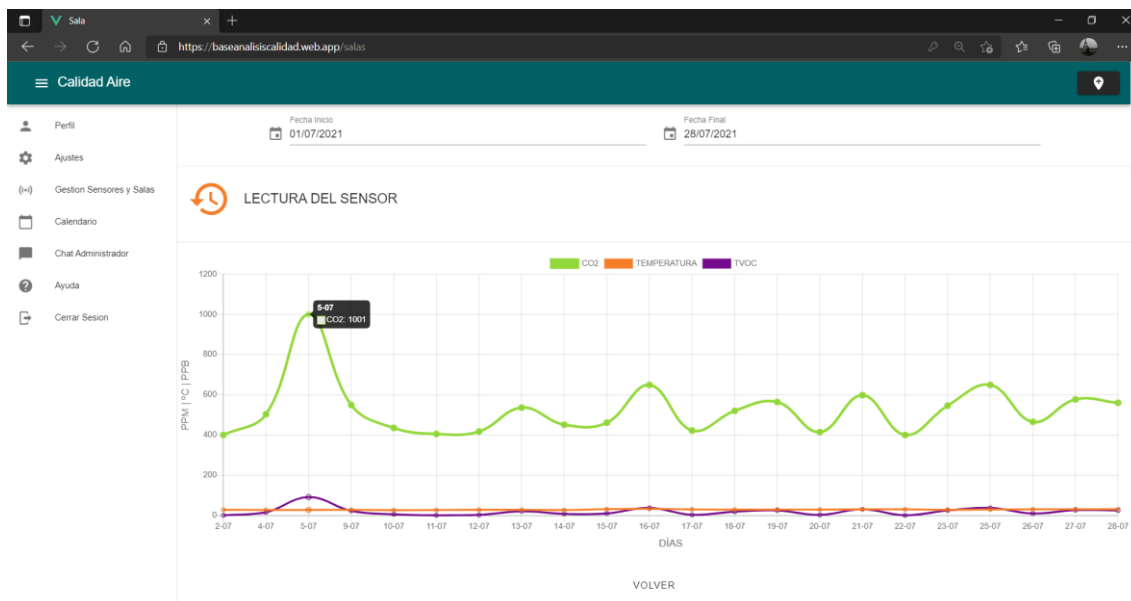 Sala
https://baseanalisiscalidad.web.app/salas
Calidad Aire
Perfil
Ajustes
Gestion Sensores y Salas
Calendario
Chat Administrador
Ayuda
Cerrar Sesion
Fecha Inicio
01/07/2021
Fecha Final
28/07/2021
LECTURA DEL SENSOR
CO2 TEMPERATURA TVOC
1200
1000
800
600
400
200
0
PPM | °C | PPB
5-07
CO2: 1001
2-07 4-07 5-07 9-07 10-07 11-07 12-07 13-07 14-07 15-07 16-07 17-07 18-07 19-07 20-07 21-07 22-07 23-07 25-07 26-07 27-07 28-07
DÍAS
VOLVER